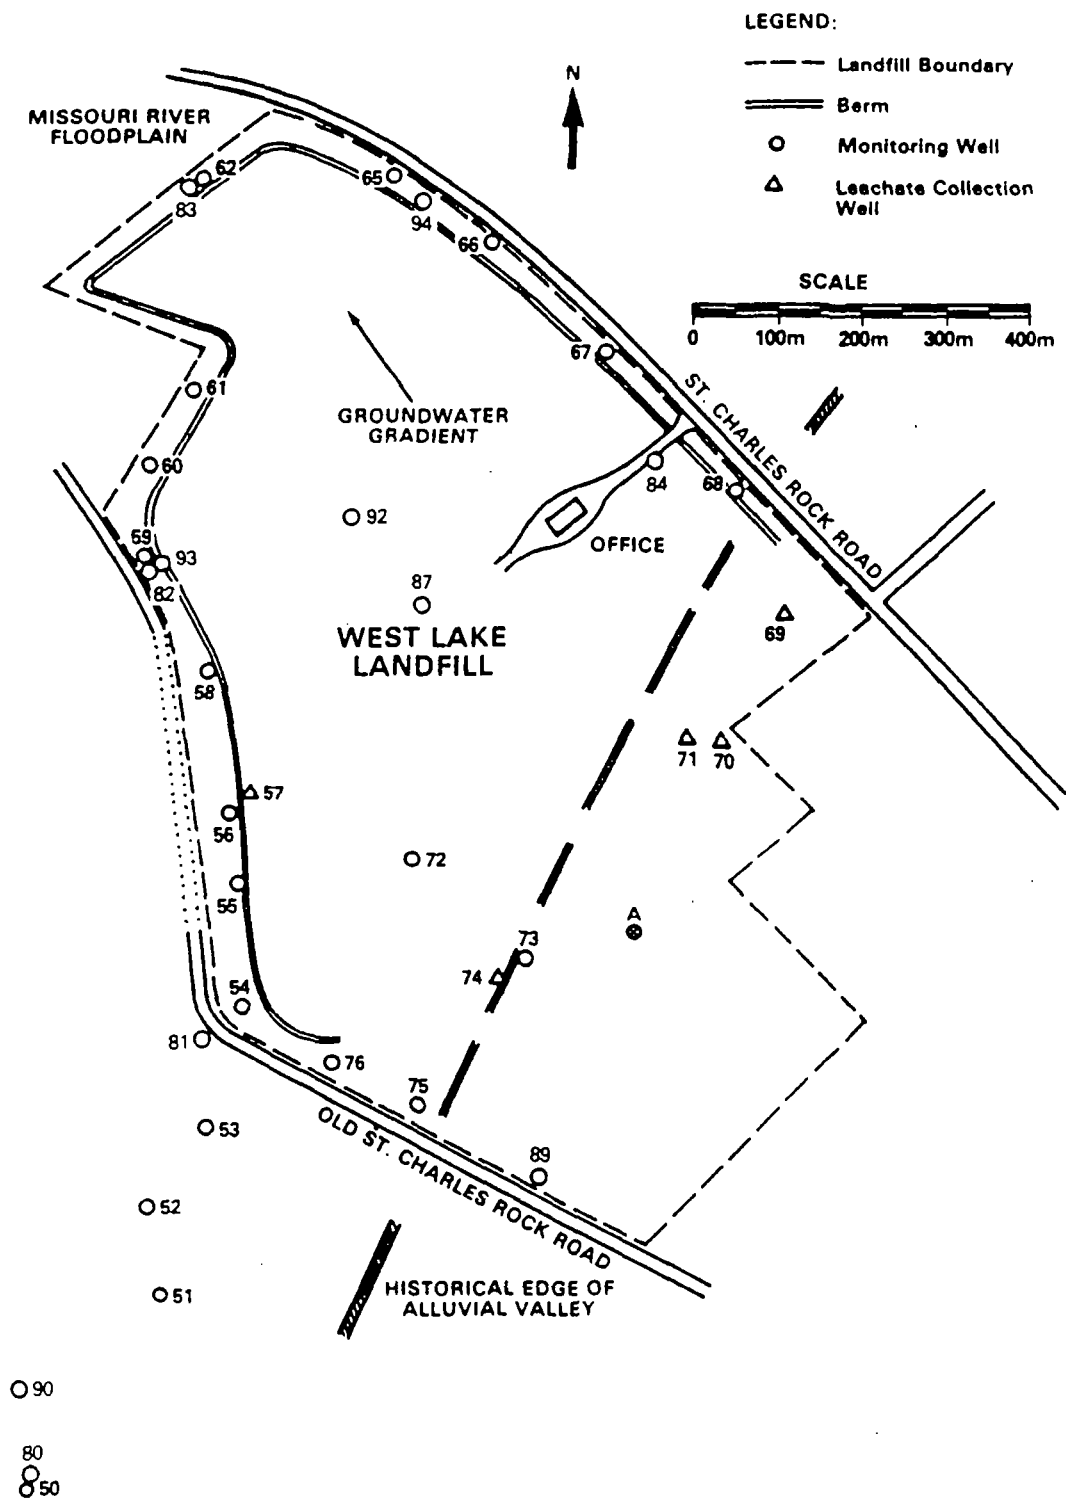 LEGEND:
Landfill Boundary
Berm
Monitoring Well
Leachate Collection
Well
N
MISSOURI RIVER
FLOODPLAIN
62
83
65
94
66
SCALE
0 100m 200m 300m 400m
67
61
GROUNDWATER
GRADIENT
ST. CHARLES ROCK ROAD
60
84
68
92
OFFICE
59
93
82
87
69
WEST LAKE
LANDFILL
58
71
70
57
56
72
55
A
73
74
54
81
76
75
53
OLD ST. CHARLES ROCK ROAD
89
52
51
HISTORICAL EDGE OF
ALLUVIAL VALLEY
90
80
50